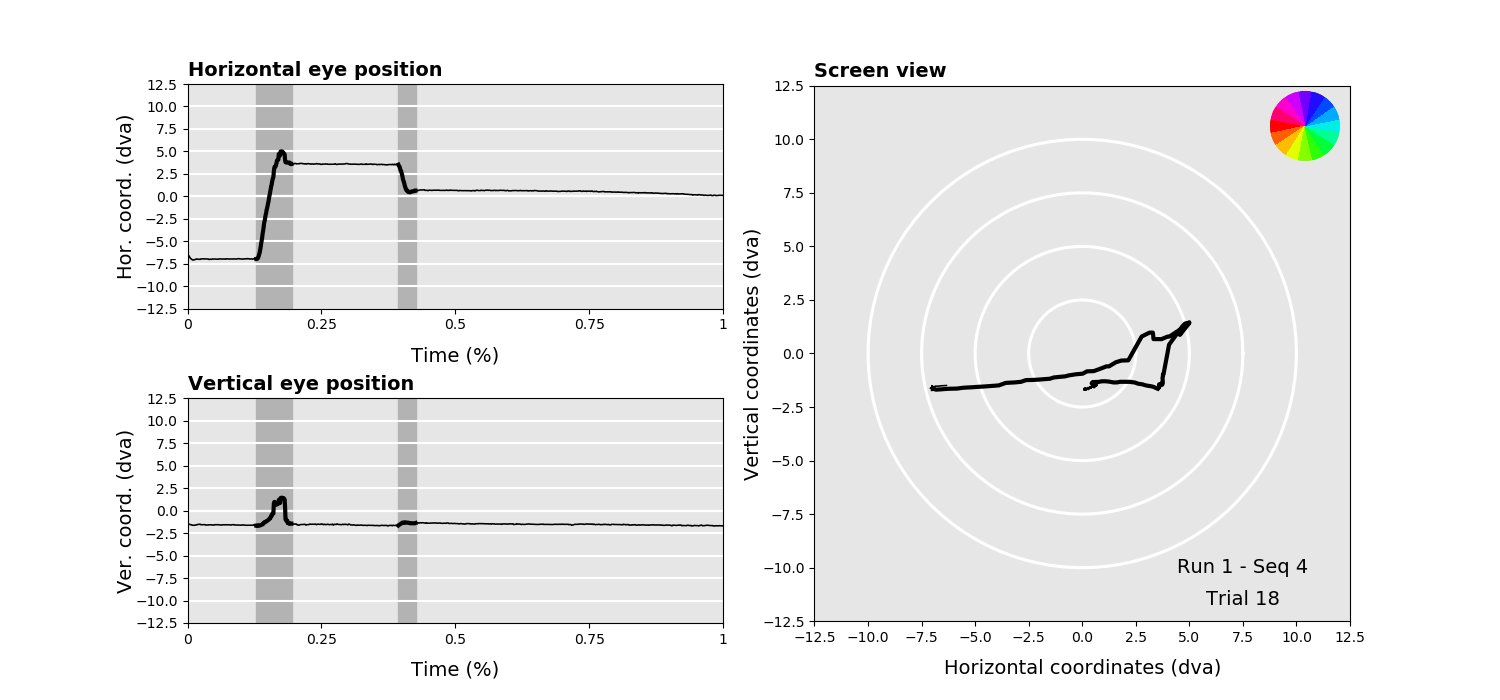 Horizontal eye position
12.5
10.0
7.5
5.0
2.5
0.0
−2.5
−5.0
−7.5
−10.0
−12.5
Hor. coord. (dva)
0 0.25 0.5 0.75 1
Time (%)
Vertical eye position
12.5
10.0
7.5
5.0
2.5
0.0
−2.5
−5.0
−7.5
−10.0
−12.5
Ver. coord. (dva)
0 0.25 0.5 0.75 1
Time (%)
Screen view
12.5
10.0
7.5
5.0
2.5
0.0
−2.5
−5.0
−7.5
−10.0
−12.5
Vertical coordinates (dva)
Run 1 - Seq 4
Trial 18
−12.5 −10.0 −7.5 −5.0 −2.5 0.0 2.5 5.0 7.5 10.0 12.5
Horizontal coordinates (dva)